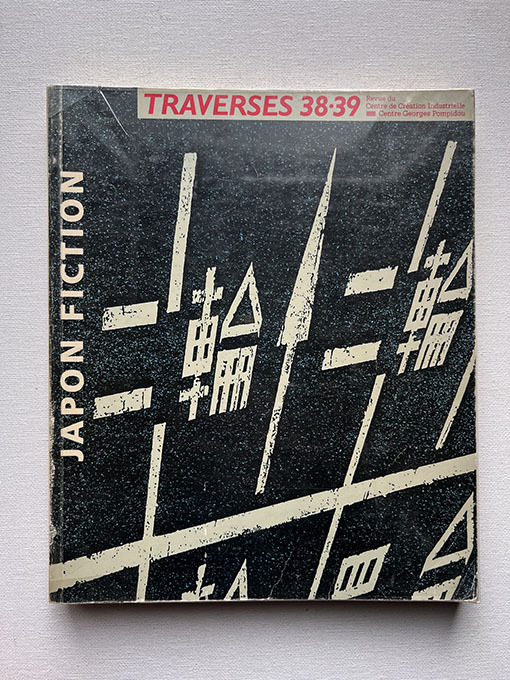 TRAVERSES 38·39
Revue du
Centre de Création Industrielle
Centre Georges Pompidou
JAPON FICTION
二輪 二輪